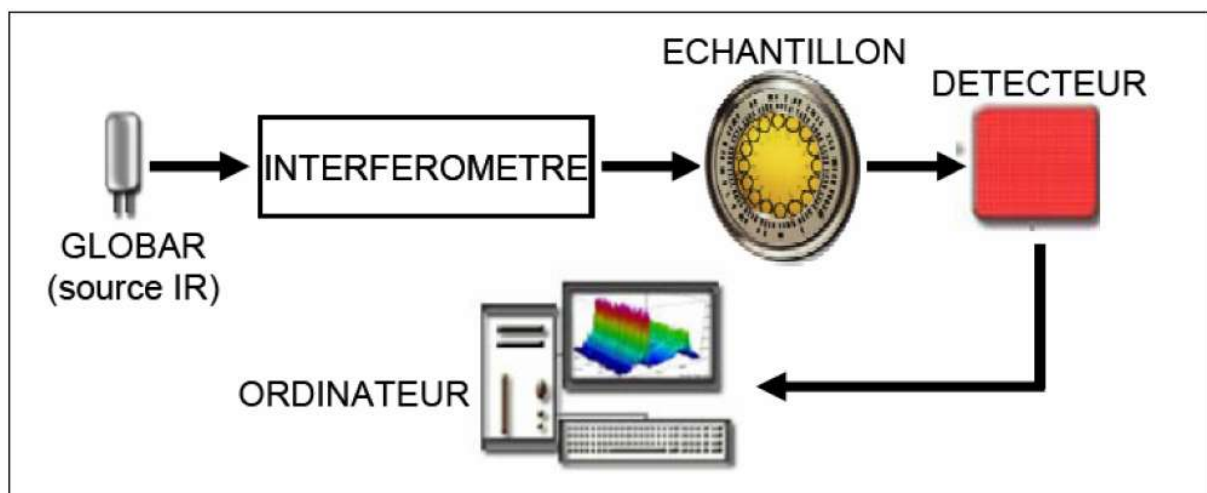 ECHANTILLON
DETECTEUR
INTERFEROMETRE
GLOBAR
(source IR)
ORDINATEUR